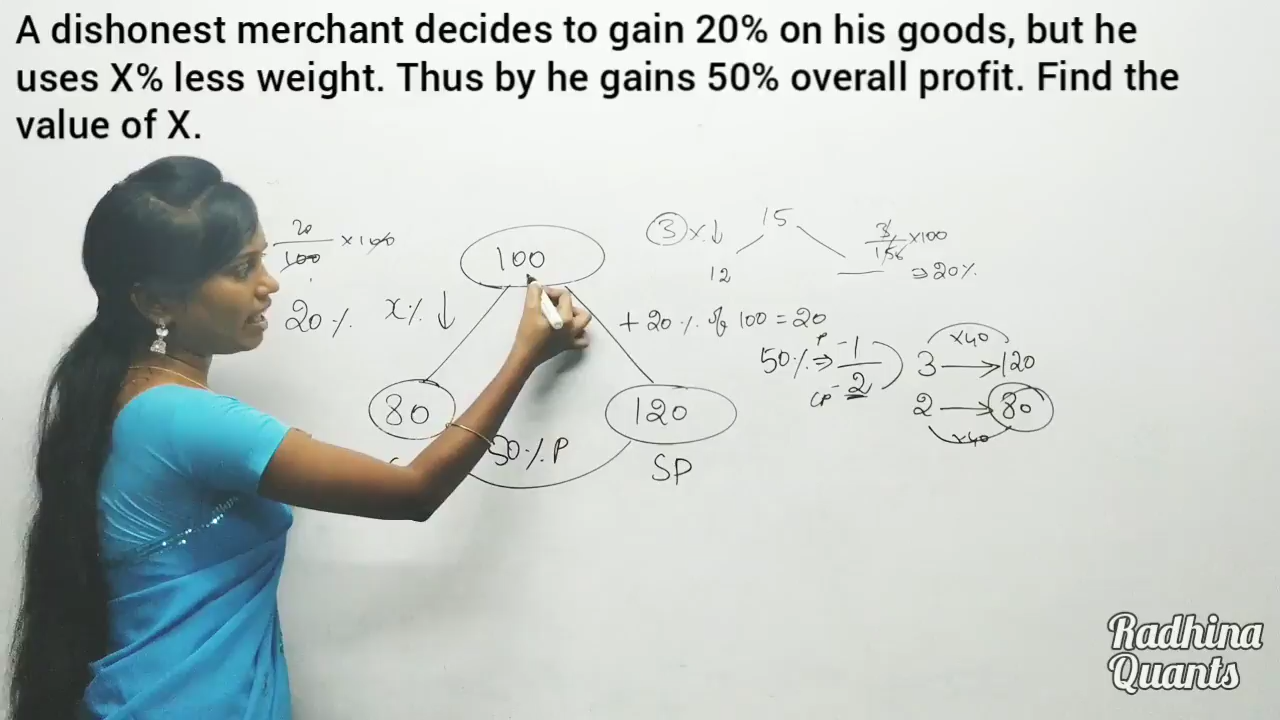 A dishonest merchant decides to gain 20% on his goods, but he
uses X% less weight. Thus by he gains 50% overall profit. Find the
value of X.
20/100 × 100
20%
x% ↓
100
80
120
SP
50% P
3 x ↓
15
12
3/15 × 100
⇒ 20%
+ 20% of 100 = 20
50% ⇒ P - 1
CP - 2
×40
3 → 120
2 → 80
×40
Radhina
Quants